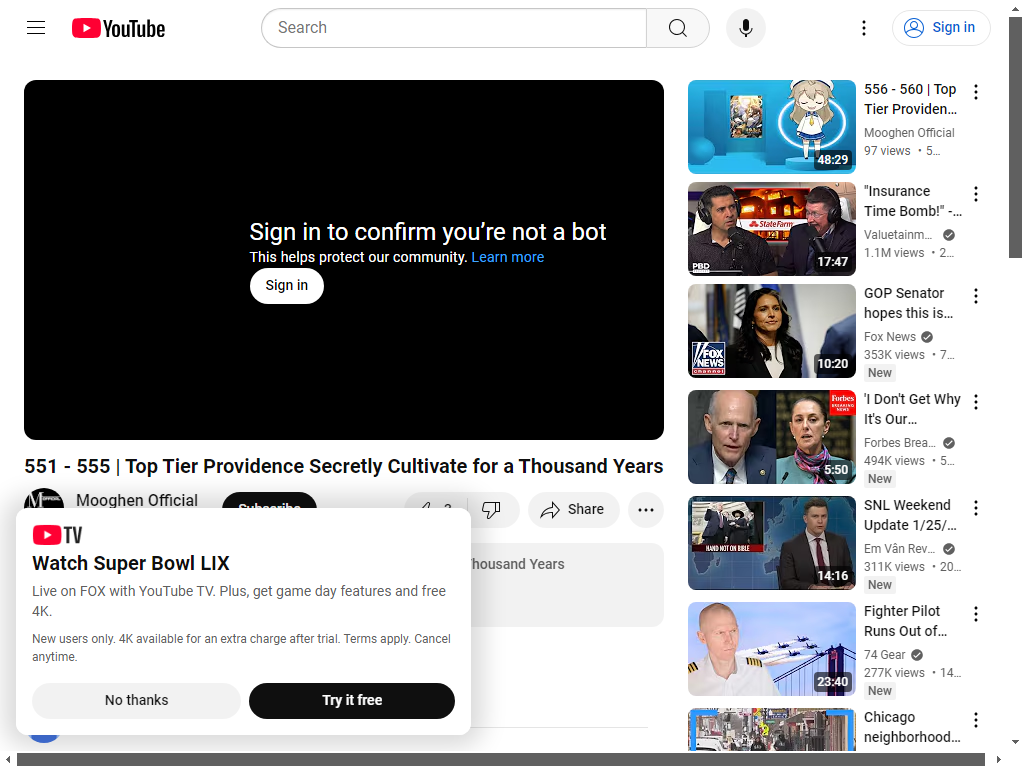 YouTube
Search
Sign in
Sign in to confirm you’re not a bot
This helps protect our community. Learn more
Sign in
551 - 555 | Top Tier Providence Secretly Cultivate for a Thousand Years
Mooghen Official
Subscribe
Share
housand Years
TV
Watch Super Bowl LIX
Live on FOX with YouTube TV. Plus, get game day features and free
4K.
New users only. 4K available for an extra charge after trial. Terms apply. Cancel
anytime.
No thanks
Try it free
48:29
556 - 560 | Top
Tier Providen…
Mooghen Official
97 views • 5…
StateFarm
PBD
17:47
"Insurance
Time Bomb!" -…
Valuetainm…
1.1M views • 2…
FOX
NEWS
channel
10:20
GOP Senator
hopes this is…
Fox News
353K views • 7…
New
Forbes
BREAKING
NEWS
5:50
'I Don't Get Why
It's Our…
Forbes Brea…
494K views • 5…
New
HAND NOT ON BIBLE
14:16
SNL Weekend
Update 1/25/…
Em Vân Rev…
311K views • 20…
New
23:40
Fighter Pilot
Runs Out of…
74 Gear
277K views • 14…
New
Chicago
neighborhood…